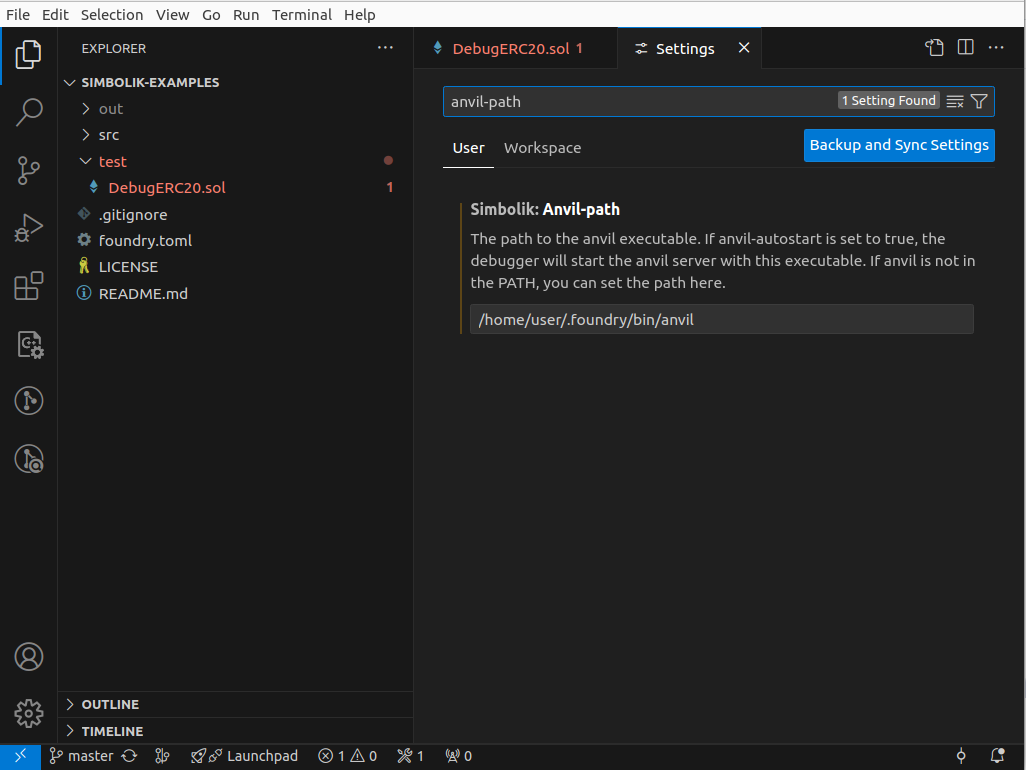 File Edit Selection View Go Run Terminal Help
EXPLORER
SIMBOLIK-EXAMPLES
out
src
test
DebugERC20.sol 1
.gitignore
foundry.toml
LICENSE
README.md
OUTLINE
TIMELINE
DebugERC20.sol 1 Settings
anvil-path 1 Setting Found
User Workspace Backup and Sync Settings
Simbolik: Anvil-path
The path to the anvil executable. If anvil-autostart is set to true, the
debugger will start the anvil server with this executable. If anvil is not in
the PATH, you can set the path here.
/home/user/.foundry/bin/anvil
master Launchpad 1 0 1 0